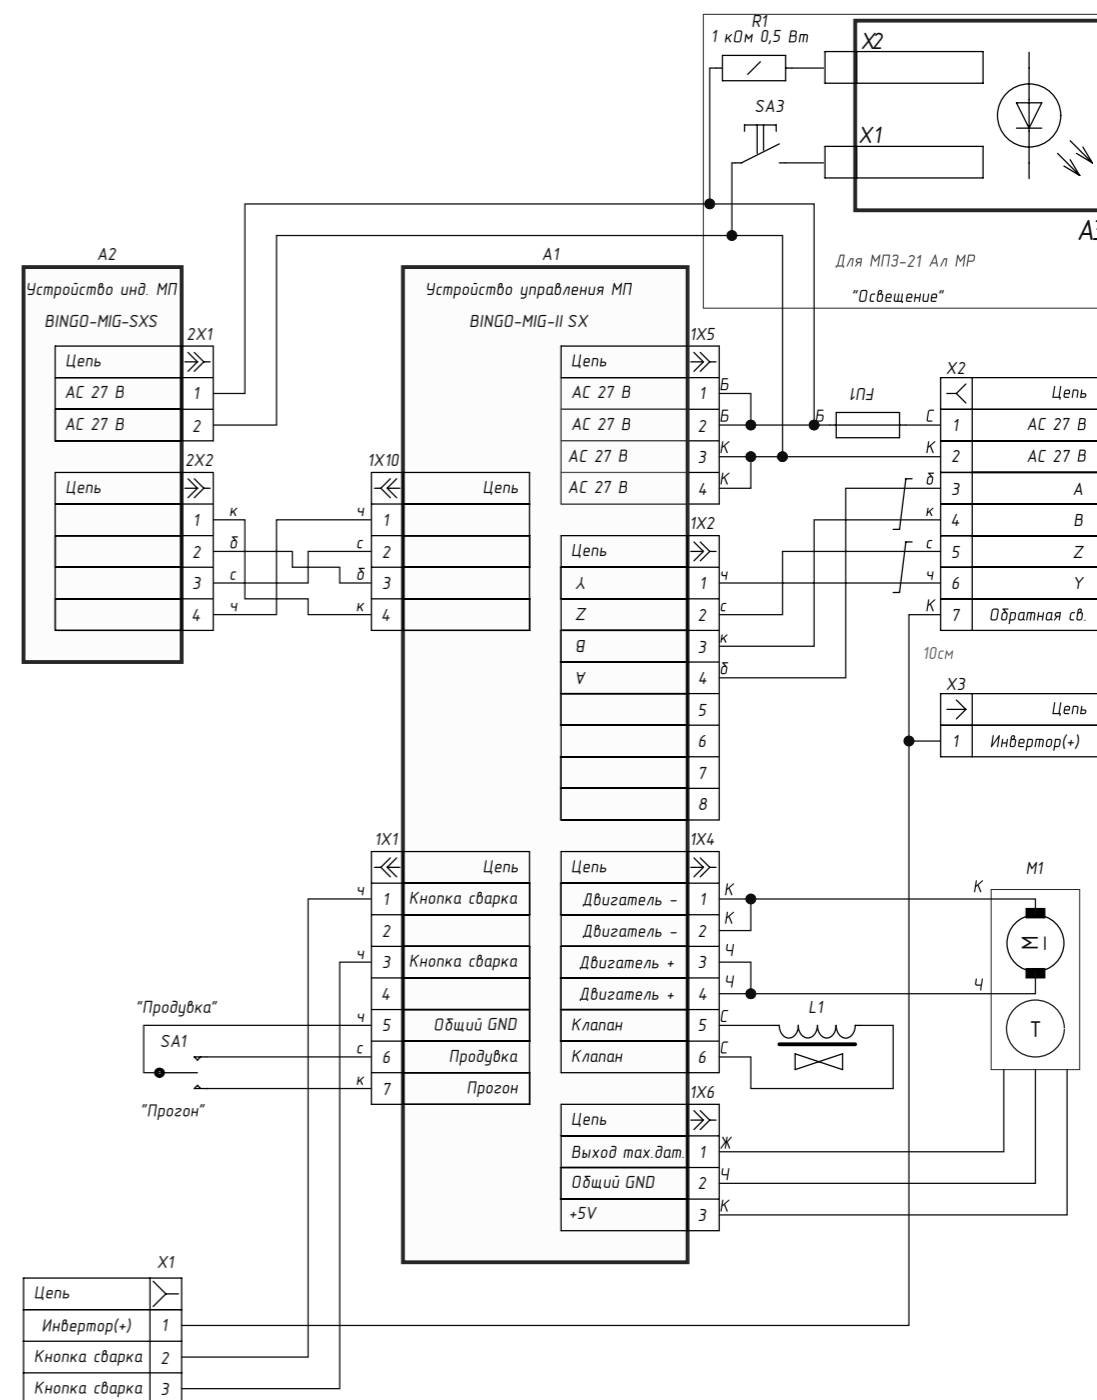 R1
1 кОм 0,5 Вт
SA3
X2
X1
Для МПЗ-21 Ал МР
"Освещение"
A2
Устройство инд. МП
BINGO-MIG-SXS
2X1
Цепь
AC 27 В 1
AC 27 В 2
2X2
Цепь
1 к
2 б
3 с
4 ч
A1
Устройство управления МП
BINGO-MIG-II SX
1X10
Цепь
ч 1
с 2
б 3
к 4
1X5
Цепь
AC 27 В 1 Б
AC 27 В 2 Б
AC 27 В 3 К
AC 27 В 4 К
FU1
Б
1X2
Цепь
Y 1 ч
Z 2 с
B 3 к
A 4 б
5
6
7
8
X2
Цепь
С 1 AC 27 В
К 2 AC 27 В
б 3 A
к 4 B
с 5 Z
ч 6 Y
К 7 Обратная св.
10см
X3
Цепь
1 Инвертор(+)
1X1
Цепь
ч 1 Кнопка сварка
2
ч 3 Кнопка сварка
4
ч 5 Общий GND
с 6 Продувка
к 7 Прогон
"Продувка"
SA1
"Прогон"
1X4
Цепь
Двигатель - 1 К
Двигатель - 2 К
Двигатель + 3 Ч
Двигатель + 4 Ч
Клапан 5 С
Клапан 6 С
L1
M1
К
Ч
M
T
1X6
Цепь
Выход тах.дат. 1 Ж
Общий GND 2 Ч
+5V 3 К
X1
Цепь
Инвертор(+) 1
Кнопка сварка 2
Кнопка сварка 3